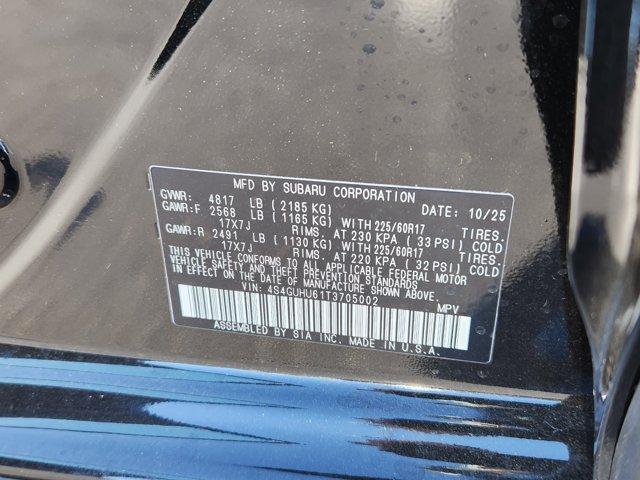 MFD BY SUBARU CORPORATION
GVWR: 4817 LB (2185 KG) DATE: 10/25
GAWR:F 2568 LB (1165 KG) WITH 225/60R17 TIRES.
17X7J RIMS. AT 230 KPA (33 PSI) COLD
GAWR:R 2491 LB (1130 KG) WITH 225/60R17 TIRES.
17X7J RIMS. AT 220 KPA (32 PSI) COLD
THIS VEHICLE CONFORMS TO ALL APPLICABLE FEDERAL MOTOR
VEHICLE SAFETY AND THEFT PREVENTION STANDARDS
IN EFFECT ON THE DATE OF MANUFACTURE SHOWN ABOVE.
VIN: 4S4GUHU61T3705002 MPV
ASSEMBLED BY SIA INC. MADE IN U.S.A.